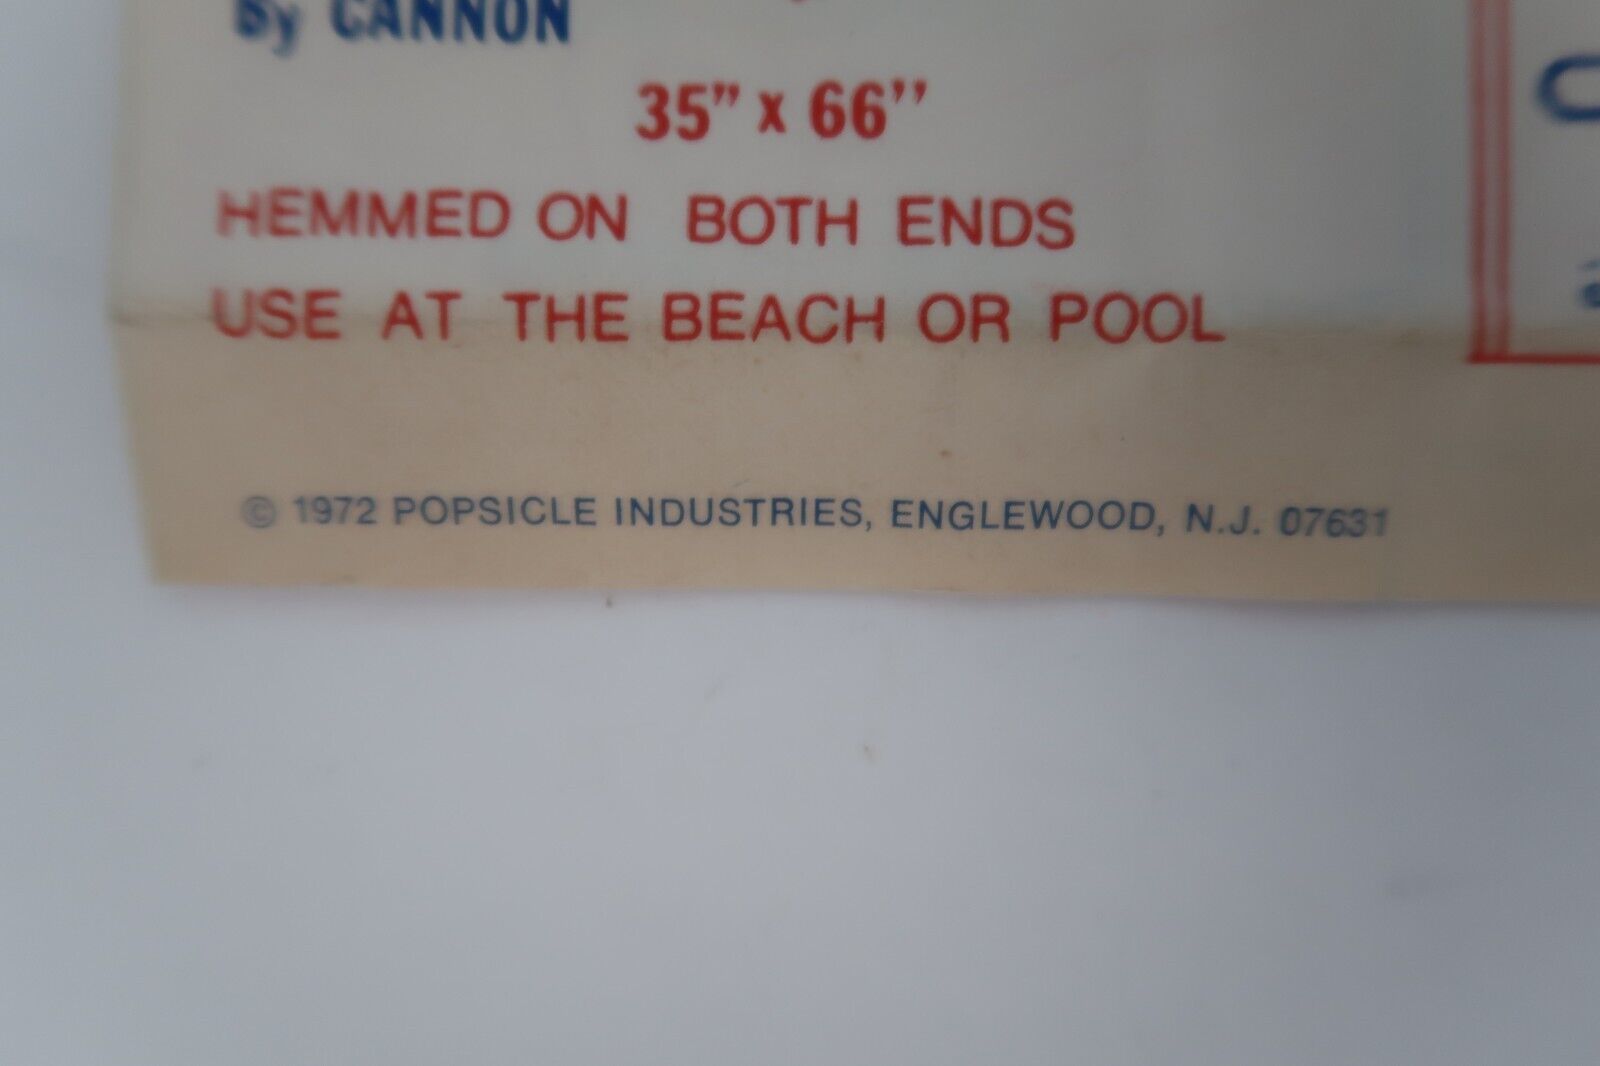 By CANNON
35" x 66"
HEMMED ON BOTH ENDS
USE AT THE BEACH OR POOL
© 1972 POPSICLE INDUSTRIES, ENGLEWOOD, N.J. 07631